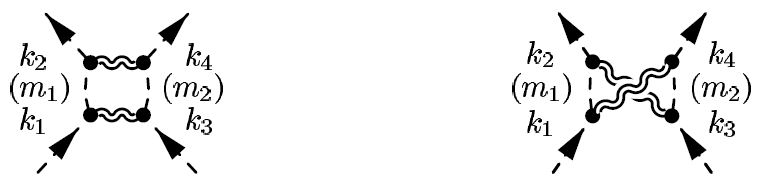 k₂ k₄
(m₁) (m₂)
k₁ k₃
k₂ k₄
(m₁) (m₂)
k₁ k₃